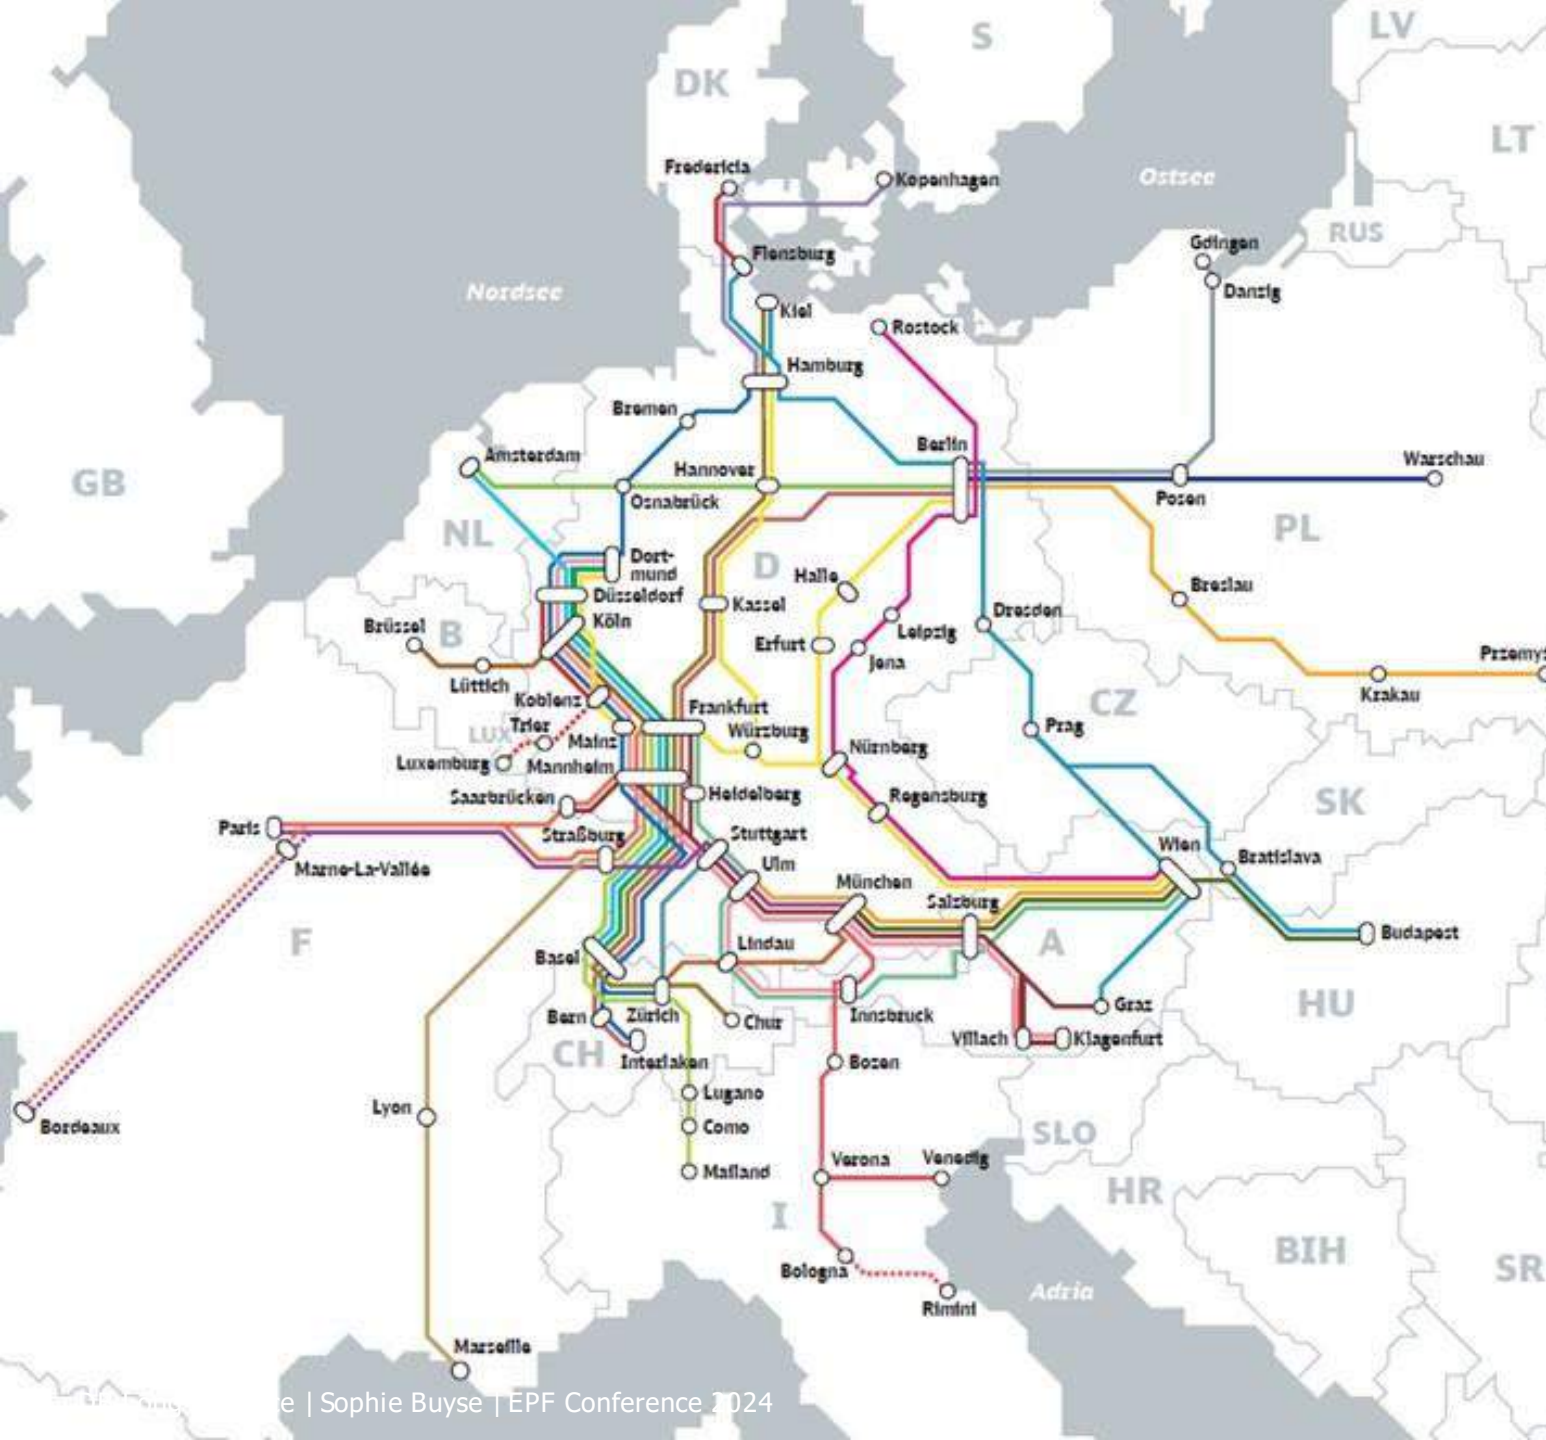 LV
S
DK
LT
Fredericia
Kopenhagen
Ostsee
RUS
Gdingen
Flensburg
Danzig
Nordsee
Kiel
Rostock
Hamburg
Bremen
Berlin
Amsterdam
Hannover
Warschau
GB
Osnabrück
Posen
NL
PL
Dort-
mund
D
Halle
Breslau
Düsseldorf
Kassel
Dresden
Köln
Brüssel
B
Leipzig
Erfurt
Jena
Przemyś
Lüttich
Krakau
Koblenz
Frankfurt
CZ
Trier
LUX
Würzburg
Prag
Mainz
Nürnberg
Luxemburg
Mannheim
Saarbrücken
Heidelberg
Regensburg
SK
Paris
Straßburg
Stuttgart
Wien
Bratislava
Ulm
Marne-La-Vallée
München
Salzburg
F
Lindau
A
Budapest
Basel
HU
Graz
Bern
Zürich
Chur
Innsbruck
Villach
Klagenfurt
CH
Interlaken
Bozen
Lugano
Lyon
Bordeaux
Como
SLO
Verona
Venedig
Mailand
HR
I
BIH
SR
Bologna
Adria
Rimini
Marseille
| Sophie Buyse | EPF Conference 2024